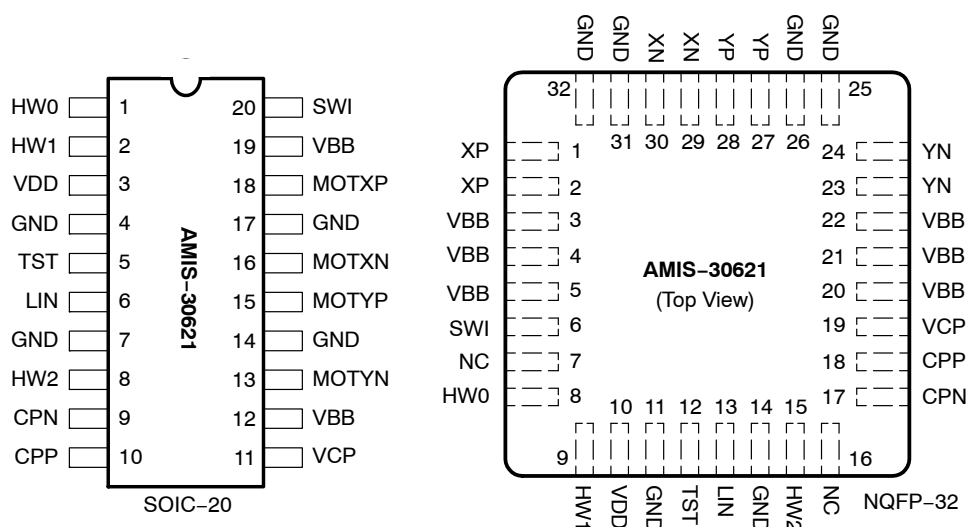 HW0 1 20 SWI
HW1 2 19 VBB
VDD 3 18 MOTXP
GND 4 17 GND
TST 5 16 MOTXN
LIN 6 15 MOTYP
GND 7 14 GND
HW2 8 13 MOTYN
CPN 9 12 VBB
CPP 10 11 VCP
AMIS−30621
SOIC−20
GND GND XN XN YP YP GND GND
32 31 30 29 28 27 26 25
XP 1 24 YN
XP 2 23 YN
VBB 3 22 VBB
VBB 4 21 VBB
VBB 5 20 VBB
SWI 6 19 VCP
NC 7 18 CPP
HW0 8 17 CPN
AMIS−30621
(Top View)
9 10 11 12 13 14 15 16
HW1 VDD GND TST LIN GND HW2 NC
NQFP−32